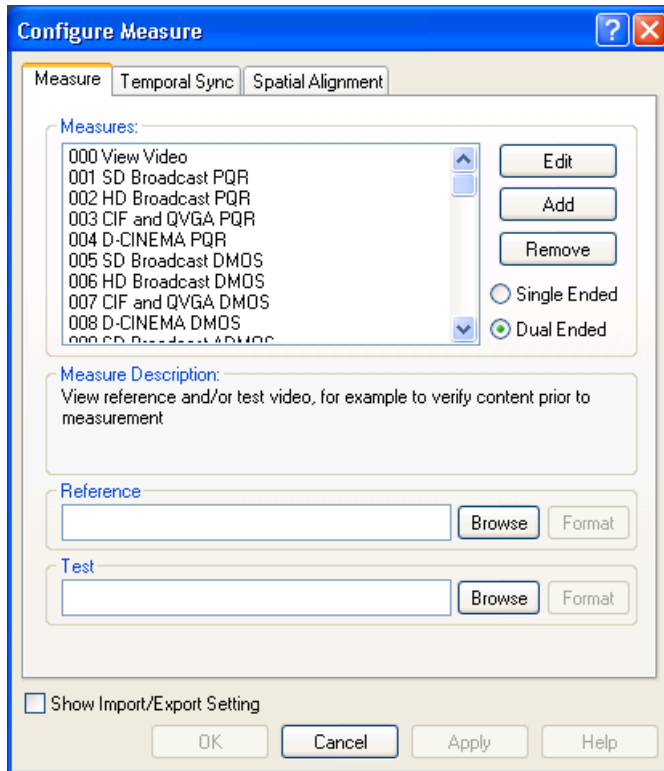 Configure Measure
Measure Temporal Sync Spatial Alignment
Measures:
000 View Video
001 SD Broadcast PQR
002 HD Broadcast PQR
003 CIF and QVGA PQR
004 D-CINEMA PQR
005 SD Broadcast DMOS
006 HD Broadcast DMOS
007 CIF and QVGA DMOS
008 D-CINEMA DMOS
009 SD Broadcast ADMOS
Edit
Add
Remove
Single Ended
Dual Ended
Measure Description:
View reference and/or test video, for example to verify content prior to
measurement
Reference
Browse Format
Test
Browse Format
Show Import/Export Setting
OK Cancel Apply Help